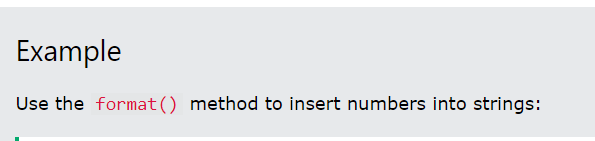 Example
Use the format() method to insert numbers into strings: